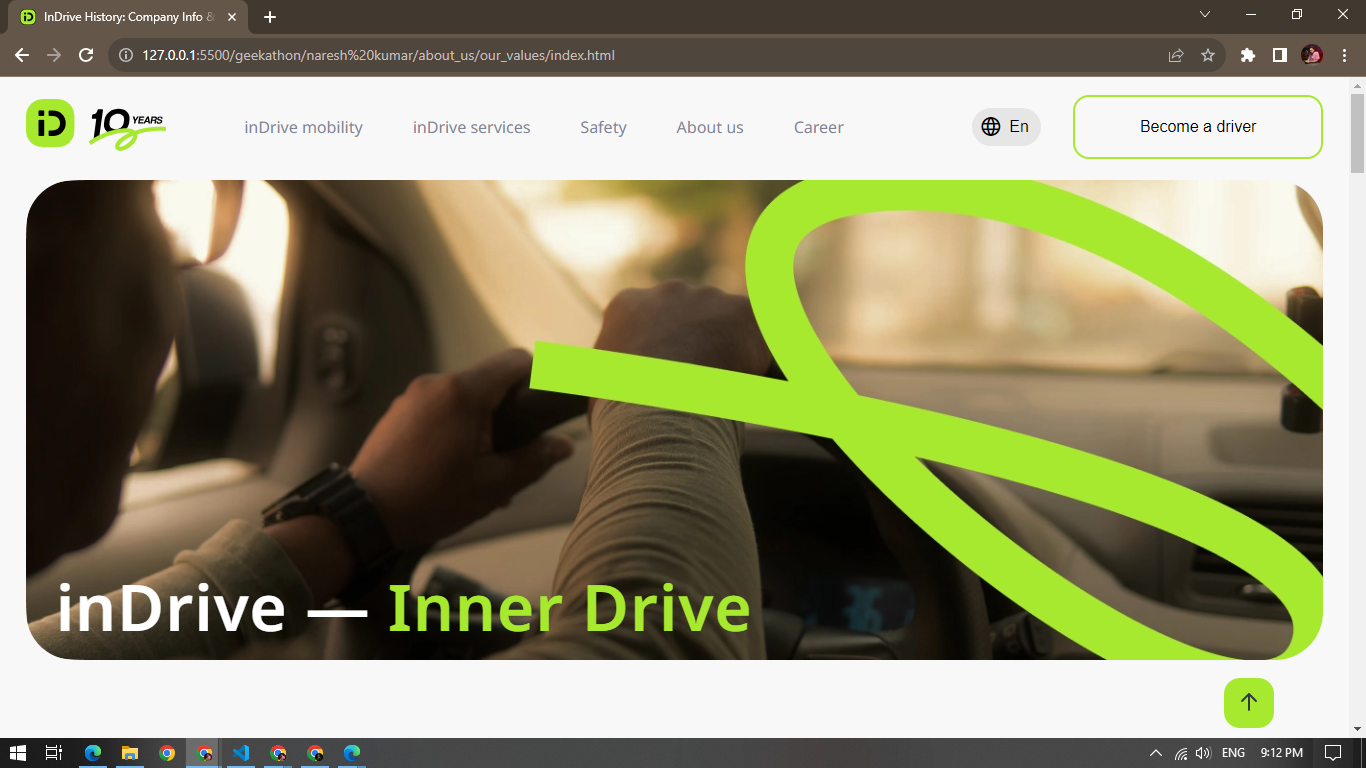 InDrive History: Company Info &
127.0.0.1:5500/geekathon/naresh%20kumar/about_us/our_values/index.html
iD 10 YEARS
inDrive mobility
inDrive services
Safety
About us
Career
En
Become a driver
inDrive — Inner Drive
ENG
9:12 PM